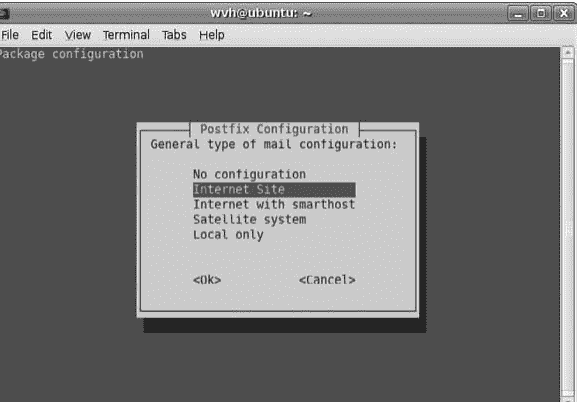 wvh@ubuntu: ~
File Edit View Terminal Tabs Help
Package configuration
Postfix Configuration
General type of mail configuration:
No configuration
Internet Site
Internet with smarthost
Satellite system
Local only
<Ok> <Cancel>